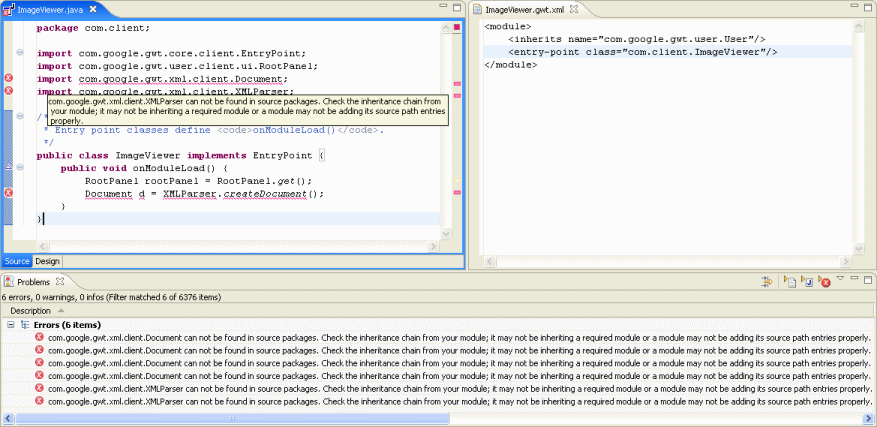 ImageViewer.java
package com.client;
import com.google.gwt.core.client.EntryPoint;
import com.google.gwt.user.client.ui.RootPanel;
import com.google.gwt.xml.client.Document;
import com.google.gwt.xml.client.XMLParser;
com.google.gwt.xml.client.XMLParser can not be found in source packages. Check the inheritance chain from
your module; it may not be inheriting a required module or a module may not be adding its source path entries
properly.
/*
* Entry point classes define <code>onModuleLoad()</code>.
*/
public class ImageViewer implements EntryPoint {
public void onModuleLoad() {
RootPanel rootPanel = RootPanel.get();
Document d = XMLParser.createDocument();
}
}
Source Design
ImageViewer.gwt.xml
<module>
<inherits name="com.google.gwt.user.User"/>
<entry-point class="com.client.ImageViewer"/>
</module>
Problems
6 errors, 0 warnings, 0 infos (Filter matched 6 of 6376 items)
Description
Errors (6 items)
com.google.gwt.xml.client.Document can not be found in source packages. Check the inheritance chain from your module; it may not be inheriting a required module or a module may not be adding its source path entries properly.
com.google.gwt.xml.client.Document can not be found in source packages. Check the inheritance chain from your module; it may not be inheriting a required module or a module may not be adding its source path entries properly.
com.google.gwt.xml.client.Document can not be found in source packages. Check the inheritance chain from your module; it may not be inheriting a required module or a module may not be adding its source path entries properly.
com.google.gwt.xml.client.Document can not be found in source packages. Check the inheritance chain from your module; it may not be inheriting a required module or a module may not be adding its source path entries properly.
com.google.gwt.xml.client.XMLParser can not be found in source packages. Check the inheritance chain from your module; it may not be inheriting a required module or a module may not be adding its source path entries properly.
com.google.gwt.xml.client.XMLParser can not be found in source packages. Check the inheritance chain from your module; it may not be inheriting a required module or a module may not be adding its source path entries properly.